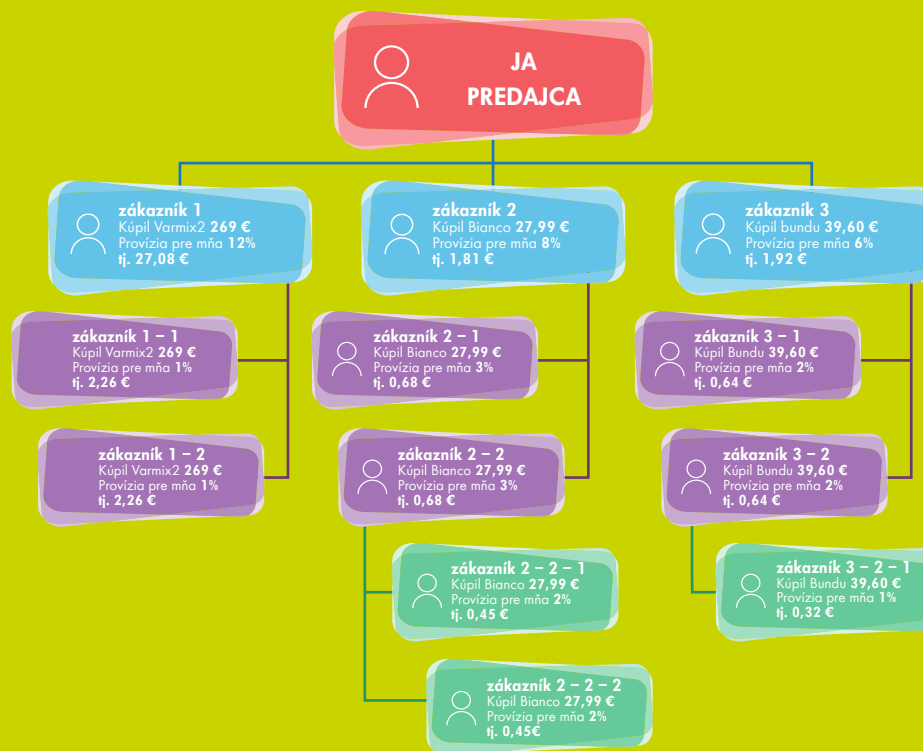 JA
PREDAJCA
zákazník 1
Kúpil Varmix2 269 €
Provízia pre mňa 12%
tj. 27,08 €
zákazník 2
Kúpil Bianco 27,99 €
Provízia pre mňa 8%
tj. 1,81 €
zákazník 3
Kúpil bundu 39,60 €
Provízia pre mňa 6%
tj. 1,92 €
zákazník 1 – 1
Kúpil Varmix2 269 €
Provízia pre mňa 1%
tj. 2,26 €
zákazník 2 – 1
Kúpil Bianco 27,99 €
Provízia pre mňa 3%
tj. 0,68 €
zákazník 3 – 1
Kúpil Bundu 39,60 €
Provízia pre mňa 2%
tj. 0,64 €
zákazník 1 – 2
Kúpil Varmix2 269 €
Provízia pre mňa 1%
tj. 2,26 €
zákazník 2 – 2
Kúpil Bianco 27,99 €
Provízia pre mňa 3%
tj. 0,68 €
zákazník 3 – 2
Kúpil Bundu 39,60 €
Provízia pre mňa 2%
tj. 0,64 €
zákazník 2 – 2 – 1
Kúpil Bianco 27,99 €
Provízia pre mňa 2%
tj. 0,45 €
zákazník 3 – 2 – 1
Kúpil Bundu 39,60 €
Provízia pre mňa 1%
tj. 0,32 €
zákazník 2 – 2 – 2
Kúpil Bianco 27,99 €
Provízia pre mňa 2%
tj. 0,45€